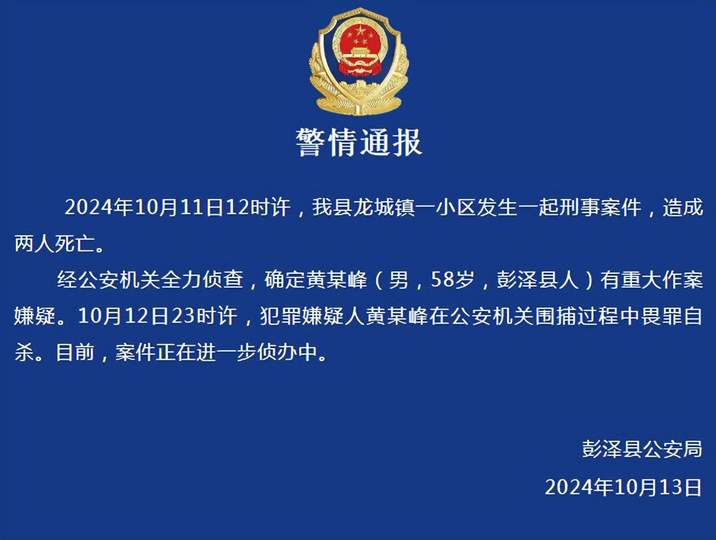 警情通报
2024年10月11日12时许，我县龙城镇一小区发生一起刑事案件，造成
两人死亡。
经公安机关全力侦查，确定黄某峰（男，58岁，彭泽县人）有重大作案
嫌疑。10月12日23时许，犯罪嫌疑人黄某峰在公安机关围捕过程中畏罪自
杀。目前，案件正在进一步侦办中。
彭泽县公安局
2024年10月13日